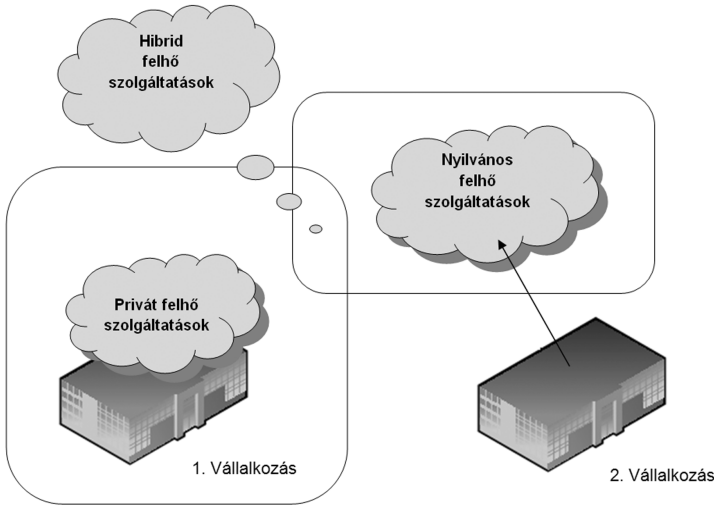 Hibrid
felhő
szolgáltatások
Nyilvános
felhő
szolgáltatások
Privát felhő
szolgáltatások
1. Vállalkozás
2. Vállalkozás